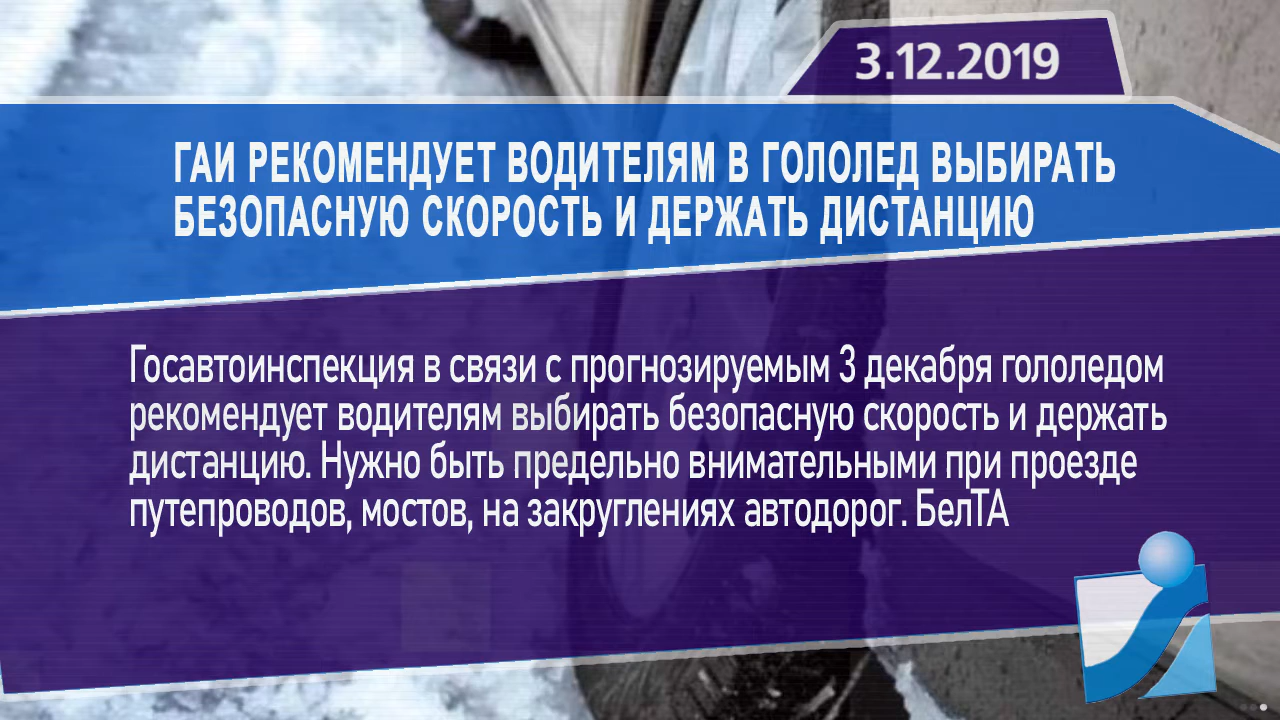 3.12.2019
ГАИ РЕКОМЕНДУЕТ ВОДИТЕЛЯМ В ГОЛОЛЕД ВЫБИРАТЬ
БЕЗОПАСНУЮ СКОРОСТЬ И ДЕРЖАТЬ ДИСТАНЦИЮ
Госавтоинспекция в связи с прогнозируемым 3 декабря гололедом
рекомендует водителям выбирать безопасную скорость и держать
дистанцию. Нужно быть предельно внимательными при проезде
путепроводов, мостов, на закруглениях автодорог. БелТА